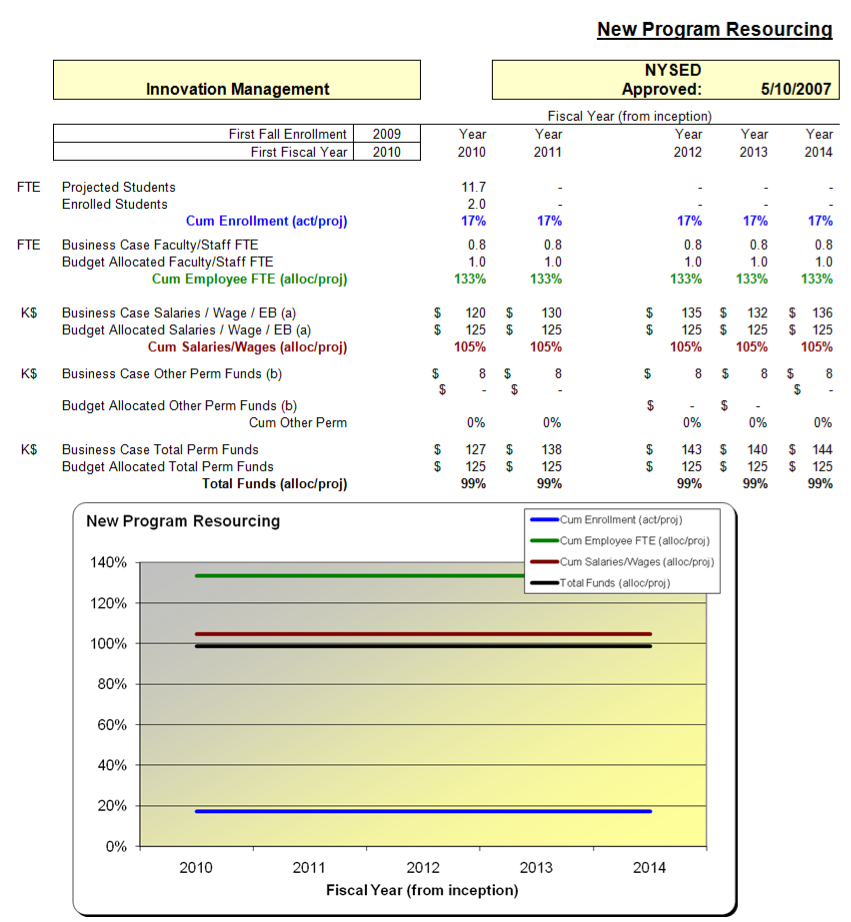 New Program Resourcing
Innovation Management
NYSED Approved: 5/10/2007
Fiscal Year (from inception)
First Fall Enrollment 2009 Year Year Year Year Year
First Fiscal Year 2010 2010 2011 2012 2013 2014
FTE Projected Students 11.7 - - - -
Enrolled Students 2.0 - - - -
Cum Enrollment (act/proj) 17% 17% 17% 17% 17%
FTE Business Case Faculty/Staff FTE 0.8 0.8 0.8 0.8 0.8
Budget Allocated Faculty/Staff FTE 1.0 1.0 1.0 1.0 1.0
Cum Employee FTE (alloc/proj) 133% 133% 133% 133% 133%
K$ Business Case Salaries / Wage / EB (a) $ 120 $ 130 $ 135 $ 132 $ 136
Budget Allocated Salaries / Wage / EB (a) $ 125 $ 125 $ 125 $ 125 $ 125
Cum Salaries/Wages (alloc/proj) 105% 105% 105% 105% 105%
K$ Business Case Other Perm Funds (b) $ 8 $ 8 $ 8 $ 8 $ 8
$ - $ - $ -
Budget Allocated Other Perm Funds (b) $ - $ -
Cum Other Perm 0% 0% 0% 0% 0%
K$ Business Case Total Perm Funds $ 127 $ 138 $ 143 $ 140 $ 144
Budget Allocated Total Perm Funds $ 125 $ 125 $ 125 $ 125 $ 125
Total Funds (alloc/proj) 99% 99% 99% 99% 99%
New Program Resourcing
Cum Enrollment (act/proj)
Cum Employee FTE (alloc/proj)
Cum Salaries/Wages (alloc/proj)
Total Funds (alloc/proj)
140%
120%
100%
80%
60%
40%
20%
0%
2010 2011 2012 2013 2014
Fiscal Year (from inception)